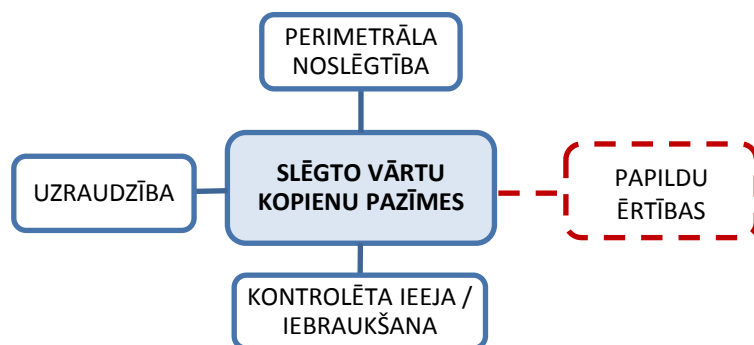 PERIMETRĀLA
NOSLĒGTĪBA
UZRAUDZĪBA
SLĒGTO VĀRTU
KOPIENU PAZĪMES
PAPILDU
ĒRTĪBAS
KONTROLĒTA IEEJA /
IEBRAUKŠANA